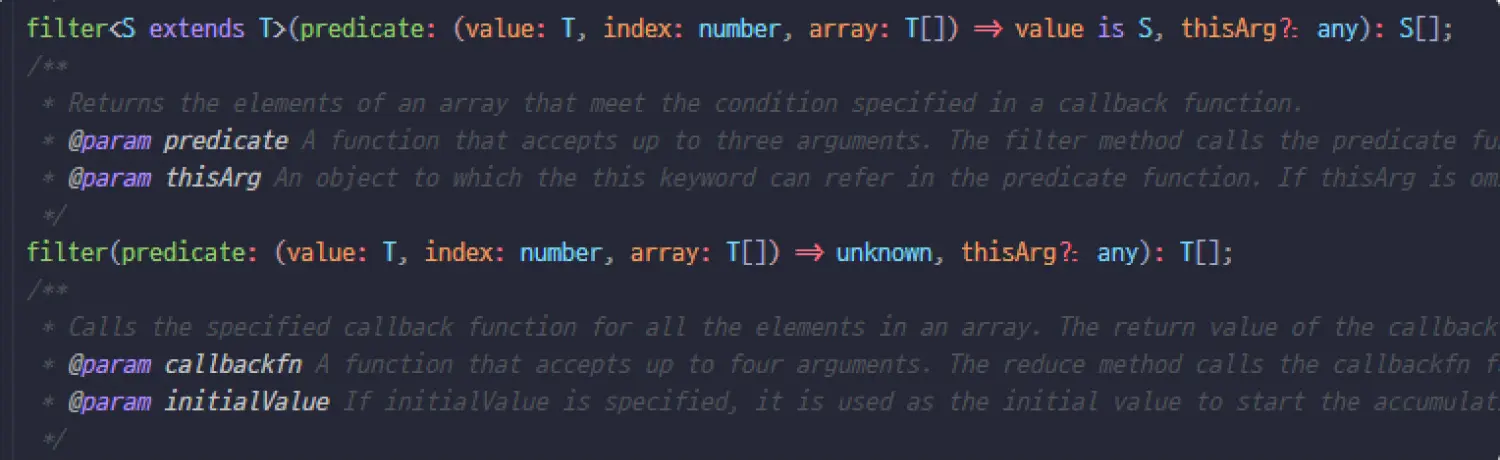 filter<S extends T>(predicate: (value: T, index: number, array: T[]) => value is S, thisArg?: any): S[];
/**
* Returns the elements of an array that meet the condition specified in a callback function.
* @param predicate A function that accepts up to three arguments. The filter method calls the predicate fu
* @param thisArg An object to which the this keyword can refer in the predicate function. If thisArg is om
*/
filter(predicate: (value: T, index: number, array: T[]) => unknown, thisArg?: any): T[];
/**
* Calls the specified callback function for all the elements in an array. The return value of the callback
* @param callbackfn A function that accepts up to four arguments. The reduce method calls the callbackfn f
* @param initialValue If initialValue is specified, it is used as the initial value to start the accumulat
*/